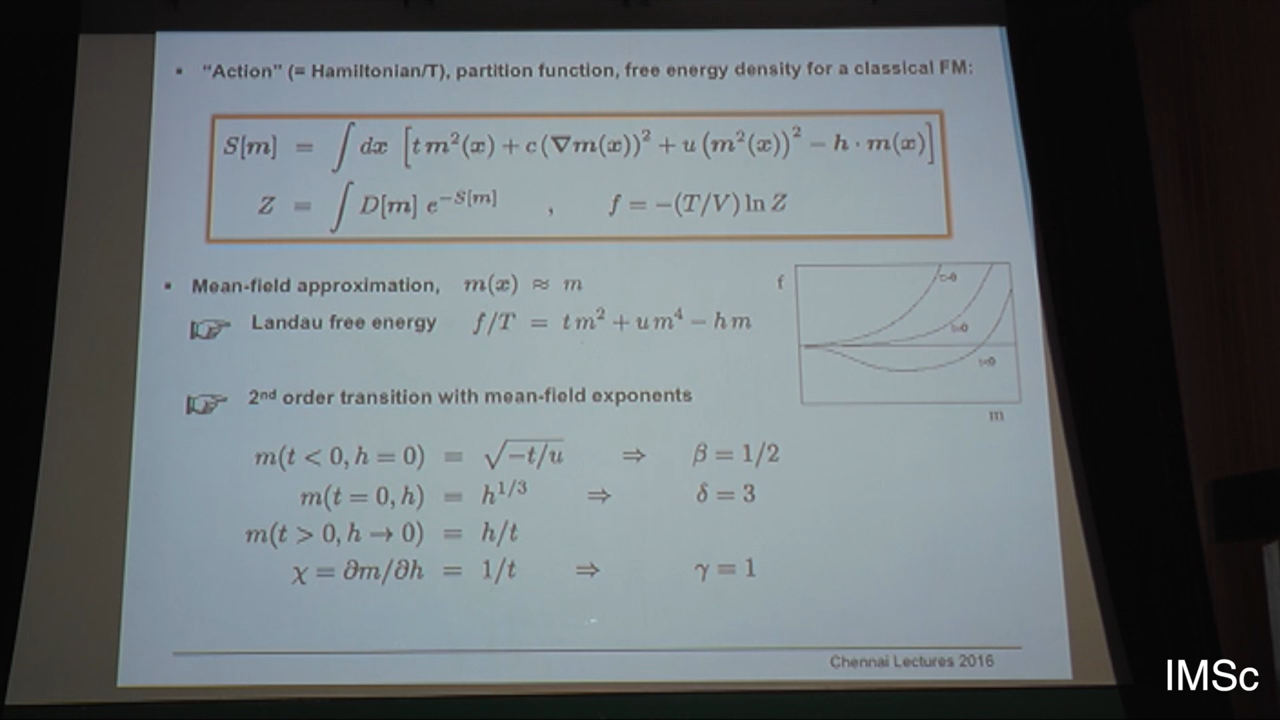 ▪ "Action" (= Hamiltonian/T), partition function, free energy density for a classical FM:
S[m] = ∫ dx [t m²(x) + c (∇m(x))² + u (m²(x))² − h · m(x)]
Z = ∫ D[m] e^{−S[m]} , f = −(T/V) ln Z
▪ Mean-field approximation, m(x) ≈ m
Landau free energy f/T = t m² + u m⁴ − h m
f
t<0
m
2nd order transition with mean-field exponents
m(t < 0, h = 0) = √−t/u ⇒ β = 1/2
m(t = 0, h) = h^{1/3} ⇒ δ = 3
m(t > 0, h → 0) = h/t
χ = ∂m/∂h = 1/t ⇒ γ = 1
Chennai Lectures 2016
IMSc